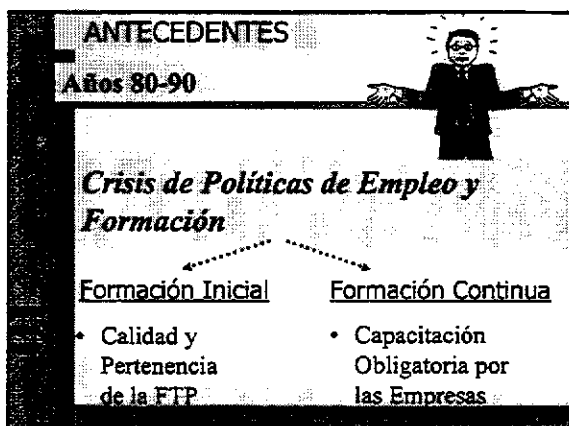 ANTECEDENTES
Años 80-90
Crisis de Políticas de Empleo y
Formación
Formación Inicial
• Calidad y
Pertenencia
de la FTP
Formación Continua
• Capacitación
Obligatoria por
las Empresas